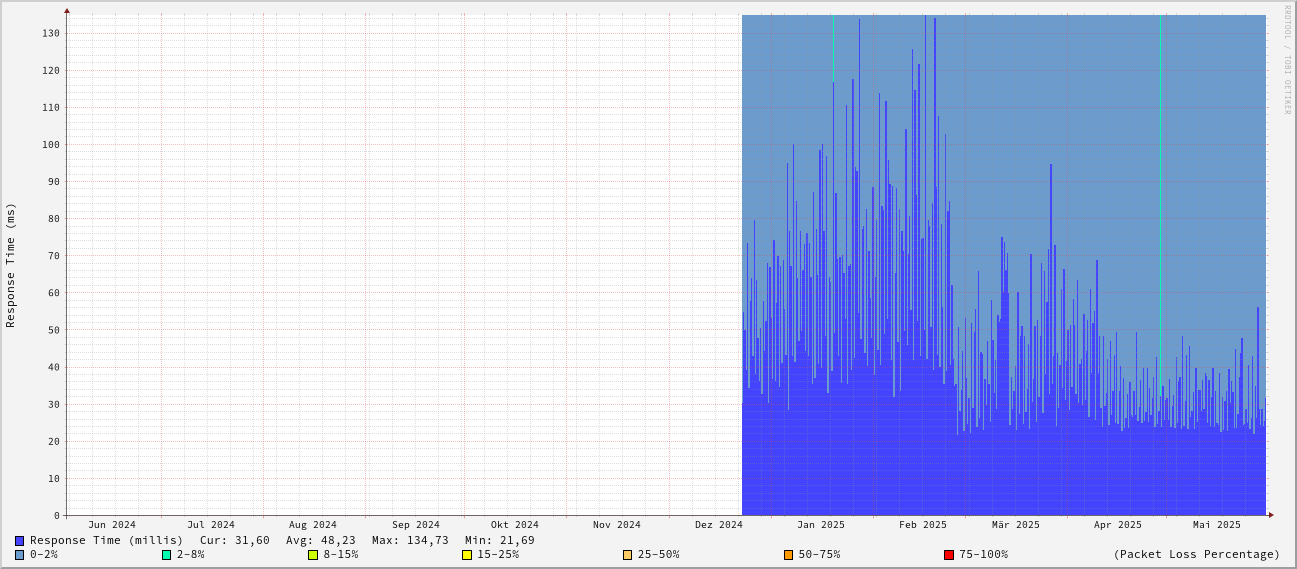 RRDTOOL / TOBI OETIKER
Response Time (ms)
130
120
110
100
90
80
70
60
50
40
30
20
10
0
Jun 2024 Jul 2024 Aug 2024 Sep 2024 Okt 2024 Nov 2024 Dez 2024 Jan 2025 Feb 2025 Mär 2025 Apr 2025 Mai 2025
Response Time (millis) Cur: 31,60 Avg: 48,23 Max: 134,73 Min: 21,69
0-2% 2-8% 8-15% 15-25% 25-50% 50-75% 75-100% (Packet Loss Percentage)